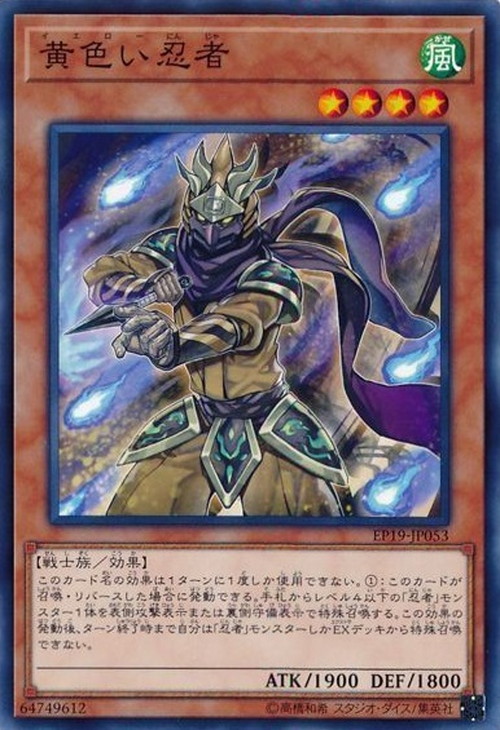 黄色い忍者
イエローにんじゃ
風
かぜ
EP19-JP053
【戦士族／効果】
このカード名の効果は１ターンに１度しか使用できない。①：このカードが
召喚・リバースした場合に発動できる。手札からレベル４以下の「忍者」モン
スター１体を表側攻撃表示または裏側守備表示で特殊召喚する。この効果の
発動後、ターン終了時まで自分は「忍者」モンスターしかEXデッキから特殊召喚
できない。
ATK/1900 DEF/1800
64749612
©高橋和希 スタジオ・ダイス/集英社